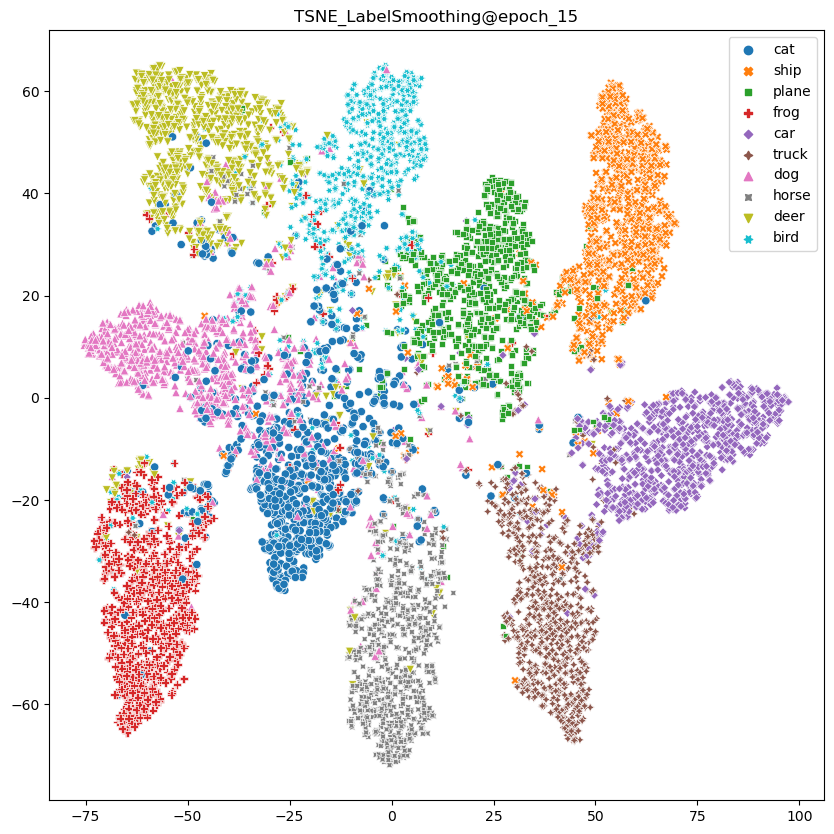 TSNE_LabelSmoothing@epoch_15
cat
ship
plane
frog
car
truck
dog
horse
deer
bird
60
40
20
0
−20
−40
−60
−75
−50
−25
0
25
50
75
100